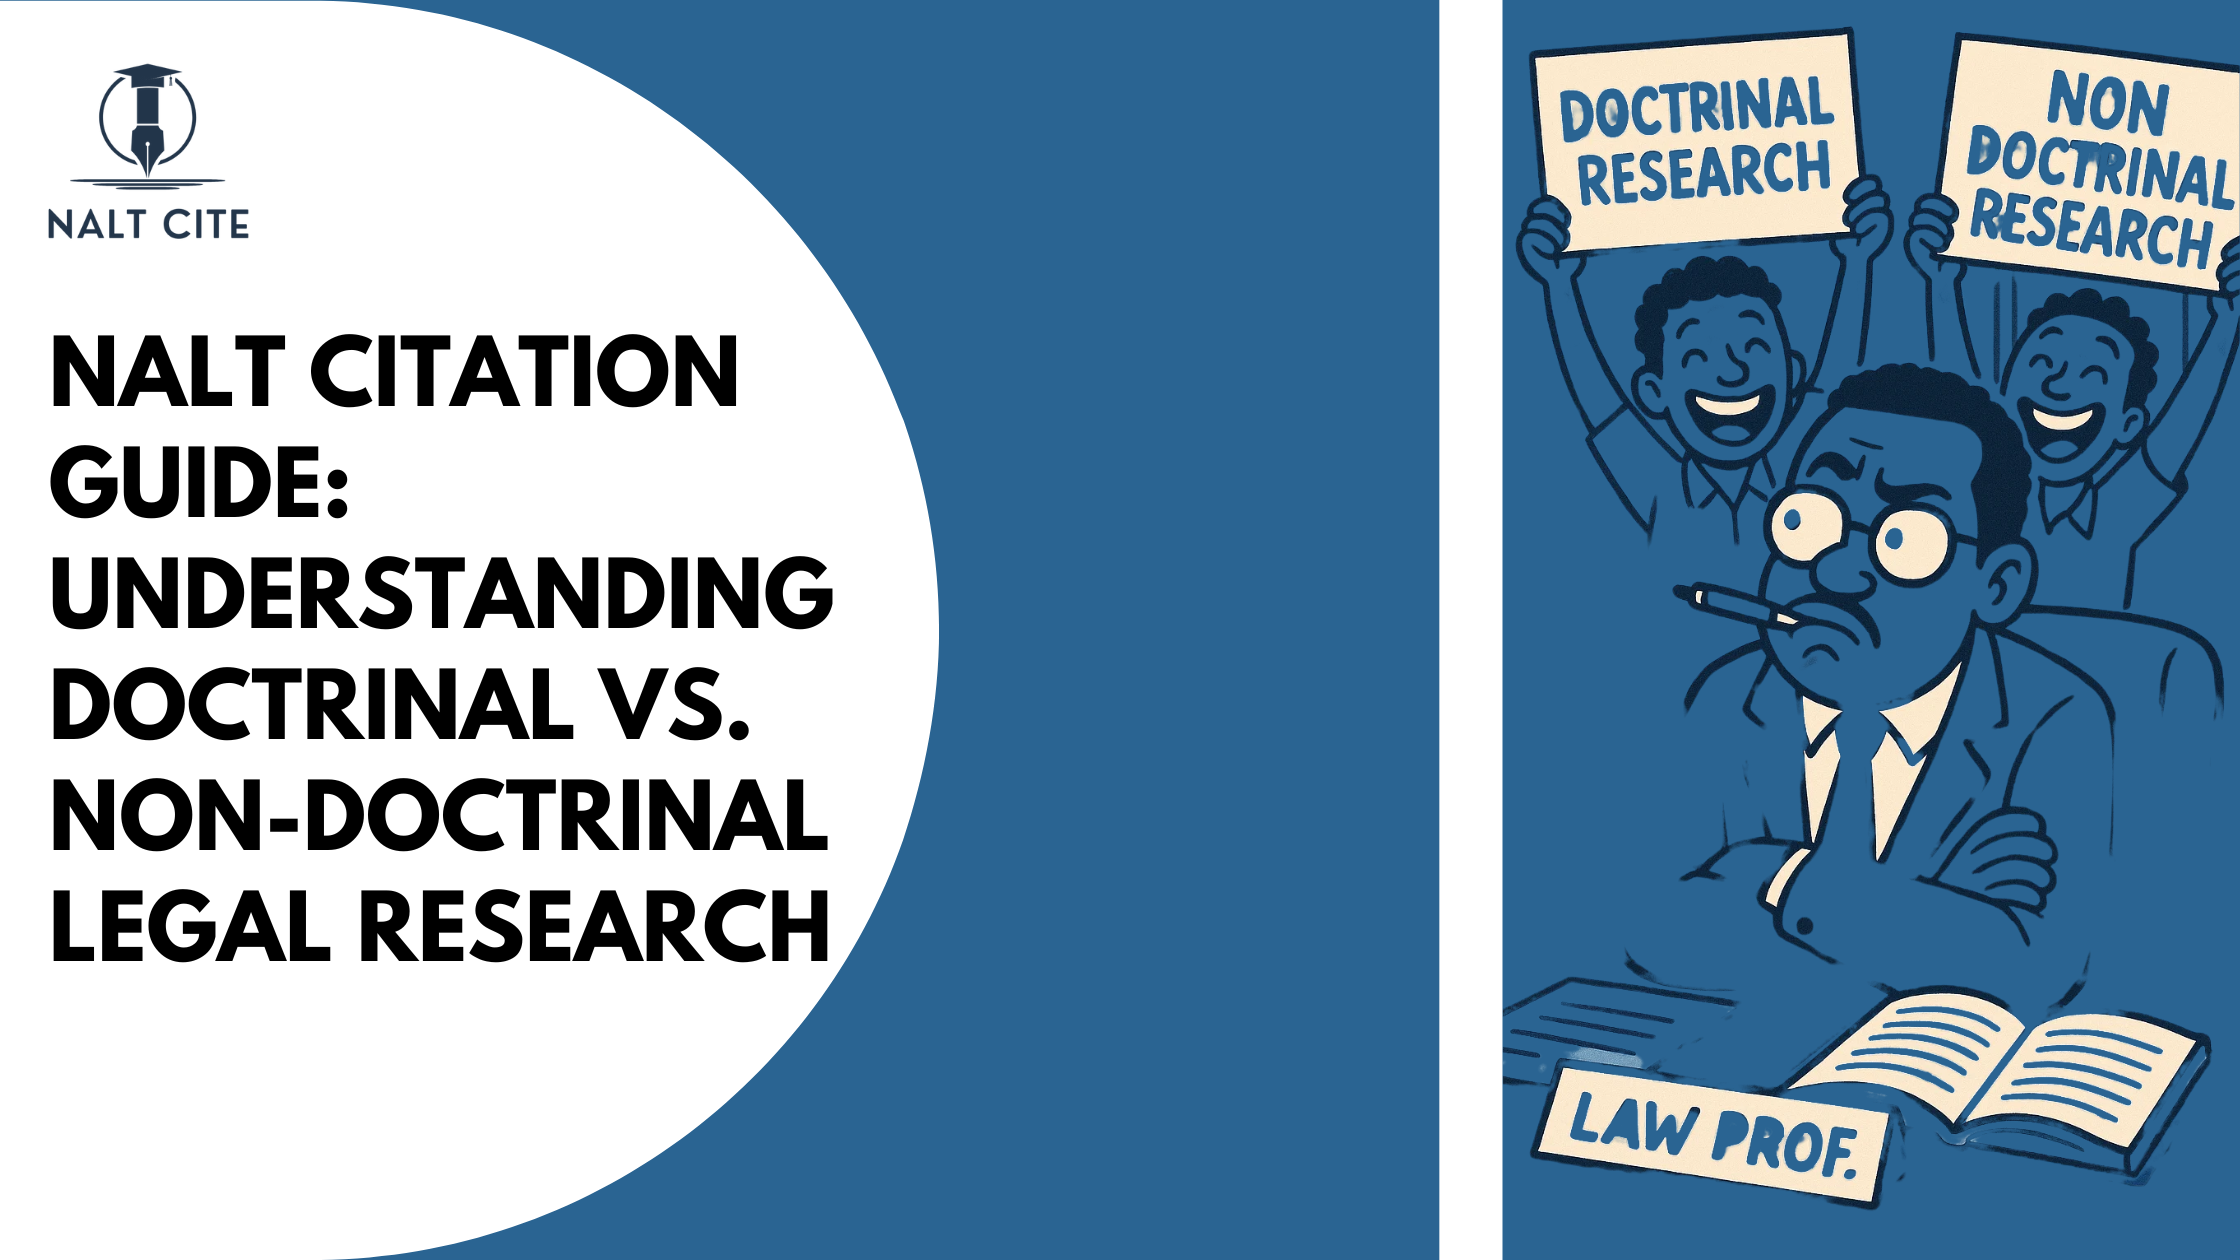 NALT CITE
NALT CITATION
GUIDE:
UNDERSTANDING
DOCTRINAL VS.
NON-DOCTRINAL
LEGAL RESEARCH
DOCTRINAL
RESEARCH
NON
DOCTRINAL
RESEARCH
LAW PROF.